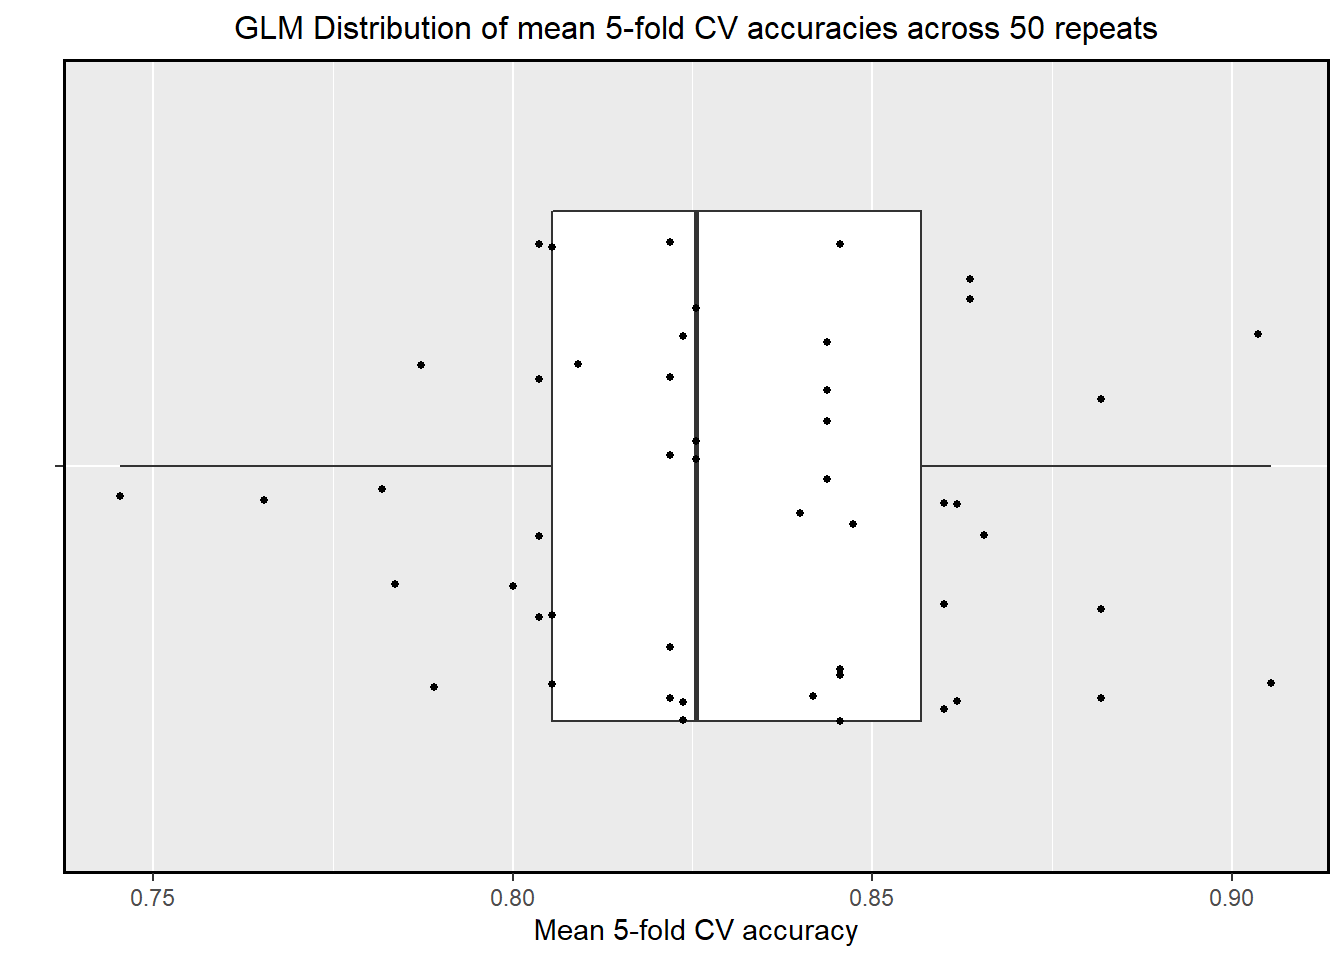 GLM Distribution of mean 5-fold CV accuracies across 50 repeats
0.75 0.80 0.85 0.90
Mean 5-fold CV accuracy